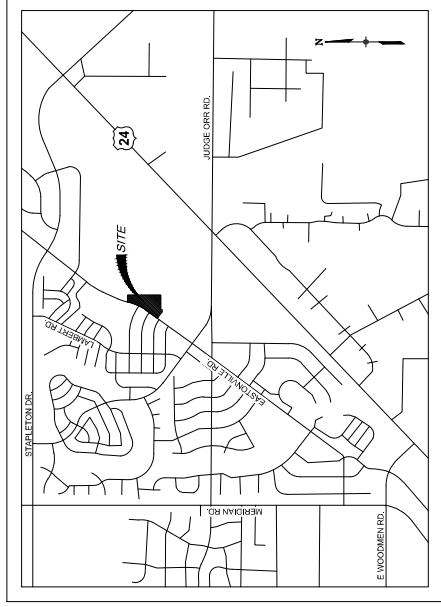 N
24
JUDGE ORR RD.
SITE
LAMBERT RD.
STAPLETON DR.
EASTONVILLE RD.
MERIDIAN RD.
E WOODMEN RD.